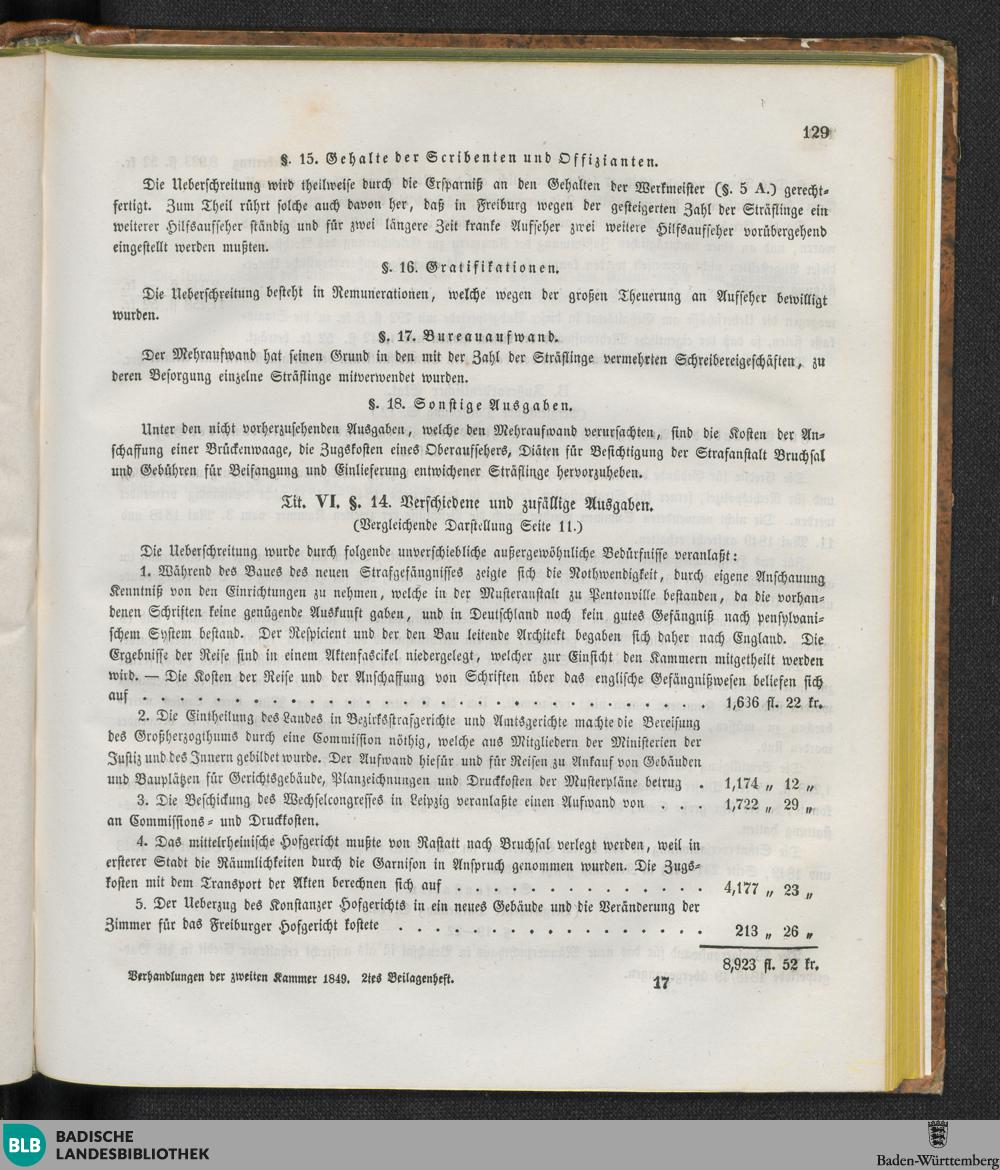 129
§. 15. Gehalte der Scribenten und Offizianten.
Die Ueberschreitung wird theilweise durch die Ersparniß an den Gehalten der Werkmeister (§. 5 A.) gerecht-
fertigt. Zum Theil rührt solche auch davon her, daß in Freiburg wegen der gesteigerten Zahl der Sträflinge ein
weiterer Hilfsaufseher ständig und für zwei längere Zeit kranke Aufseher zwei weitere Hilfsaufseher vorübergehend
eingestellt werden mußten.
§. 16. Gratifikationen.
Die Ueberschreitung besteht in Remunerationen, welche wegen der großen Theuerung an Aufseher bewilligt
wurden.
§. 17. Bureauaufwand.
Der Mehraufwand hat seinen Grund in den mit der Zahl der Sträflinge vermehrten Schreibereigeschäften, zu
deren Besorgung einzelne Sträflinge mitverwendet wurden.
§. 18. Sonstige Ausgaben.
Unter den nicht vorherzusehenden Ausgaben, welche den Mehraufwand verursachten, sind die Kosten der An-
schaffung einer Brückenwaage, die Zugskosten eines Oberaufsehers, Diäten für Besichtigung der Strafanstalt Bruchsal
und Gebühren für Beifangung und Einlieferung entwichener Sträflinge hervorzuheben.
Tit. VI. §. 14. Verschiedene und zufällige Ausgaben.
(Vergleichende Darstellung Seite 11.)
Die Ueberschreitung wurde durch folgende unverschiebliche außergewöhnliche Bedürfnisse veranlaßt:
1. Während des Baues des neuen Strafgefängnisses zeigte sich die Nothwendigkeit, durch eigene Anschauung
Kenntniß von den Einrichtungen zu nehmen, welche in der Musteranstalt zu Pentonville bestanden, da die vorhan-
denen Schriften keine genügende Auskunft gaben, und in Deutschland noch kein gutes Gefängniß nach pensylvani-
schem System bestand. Der Respicient und der den Bau leitende Architekt begaben sich daher nach England. Die
Ergebnisse der Reise sind in einem Aktenfascikel niedergelegt, welcher zur Einsicht den Kammern mitgetheilt werden
wird. — Die Kosten der Reise und der Anschaffung von Schriften über das englische Gefängnißwesen beliefen sich
auf . . . . . . . . . . . . . . . . . . . . . . . . . . 1,636 fl. 22 kr.
2. Die Eintheilung des Landes in Bezirksstrafgerichte und Amtsgerichte machte die Bereisung
des Großherzogthums durch eine Commission nöthig, welche aus Mitgliedern der Ministerien der
Justiz und des Innern gebildet wurde. Der Aufwand hiefür und für Reisen zu Ankauf von Gebäuden
und Bauplätzen für Gerichtsgebäude, Planzeichnungen und Druckkosten der Musterpläne betrug . 1,174 „ 12 „
3. Die Beschickung des Wechselcongresses in Leipzig veranlaßte einen Aufwand von . . . 1,722 „ 29 „
an Commissions- und Druckkosten.
4. Das mittelrheinische Hofgericht mußte von Rastatt nach Bruchsal verlegt werden, weil in
ersterer Stadt die Räumlichkeiten durch die Garnison in Anspruch genommen wurden. Die Zugs-
kosten mit dem Transport der Akten berechnen sich auf . . . . . . . . . . . . . 4,177 „ 23 „
5. Der Ueberzug des Konstanzer Hofgerichts in ein neues Gebäude und die Veränderung der
Zimmer für das Freiburger Hofgericht kostete . . . . . . . . . . . . . . . . 213 „ 26 „
8,923 fl. 52 kr.
Verhandlungen der zweiten Kammer 1849. 2tes Beilagenheft. 17
BLB BADISCHE
LANDESBIBLIOTHEK
Baden-Württemberg